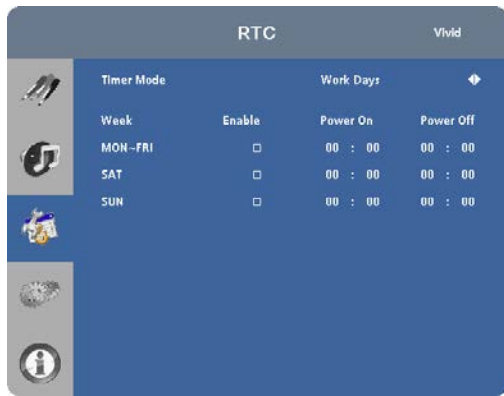 RTC Vivid
Timer Mode Work Days
Week Enable Power On Power Off
MON~FRI 00 : 00 00 : 00
SAT 00 : 00 00 : 00
SUN 00 : 00 00 : 00